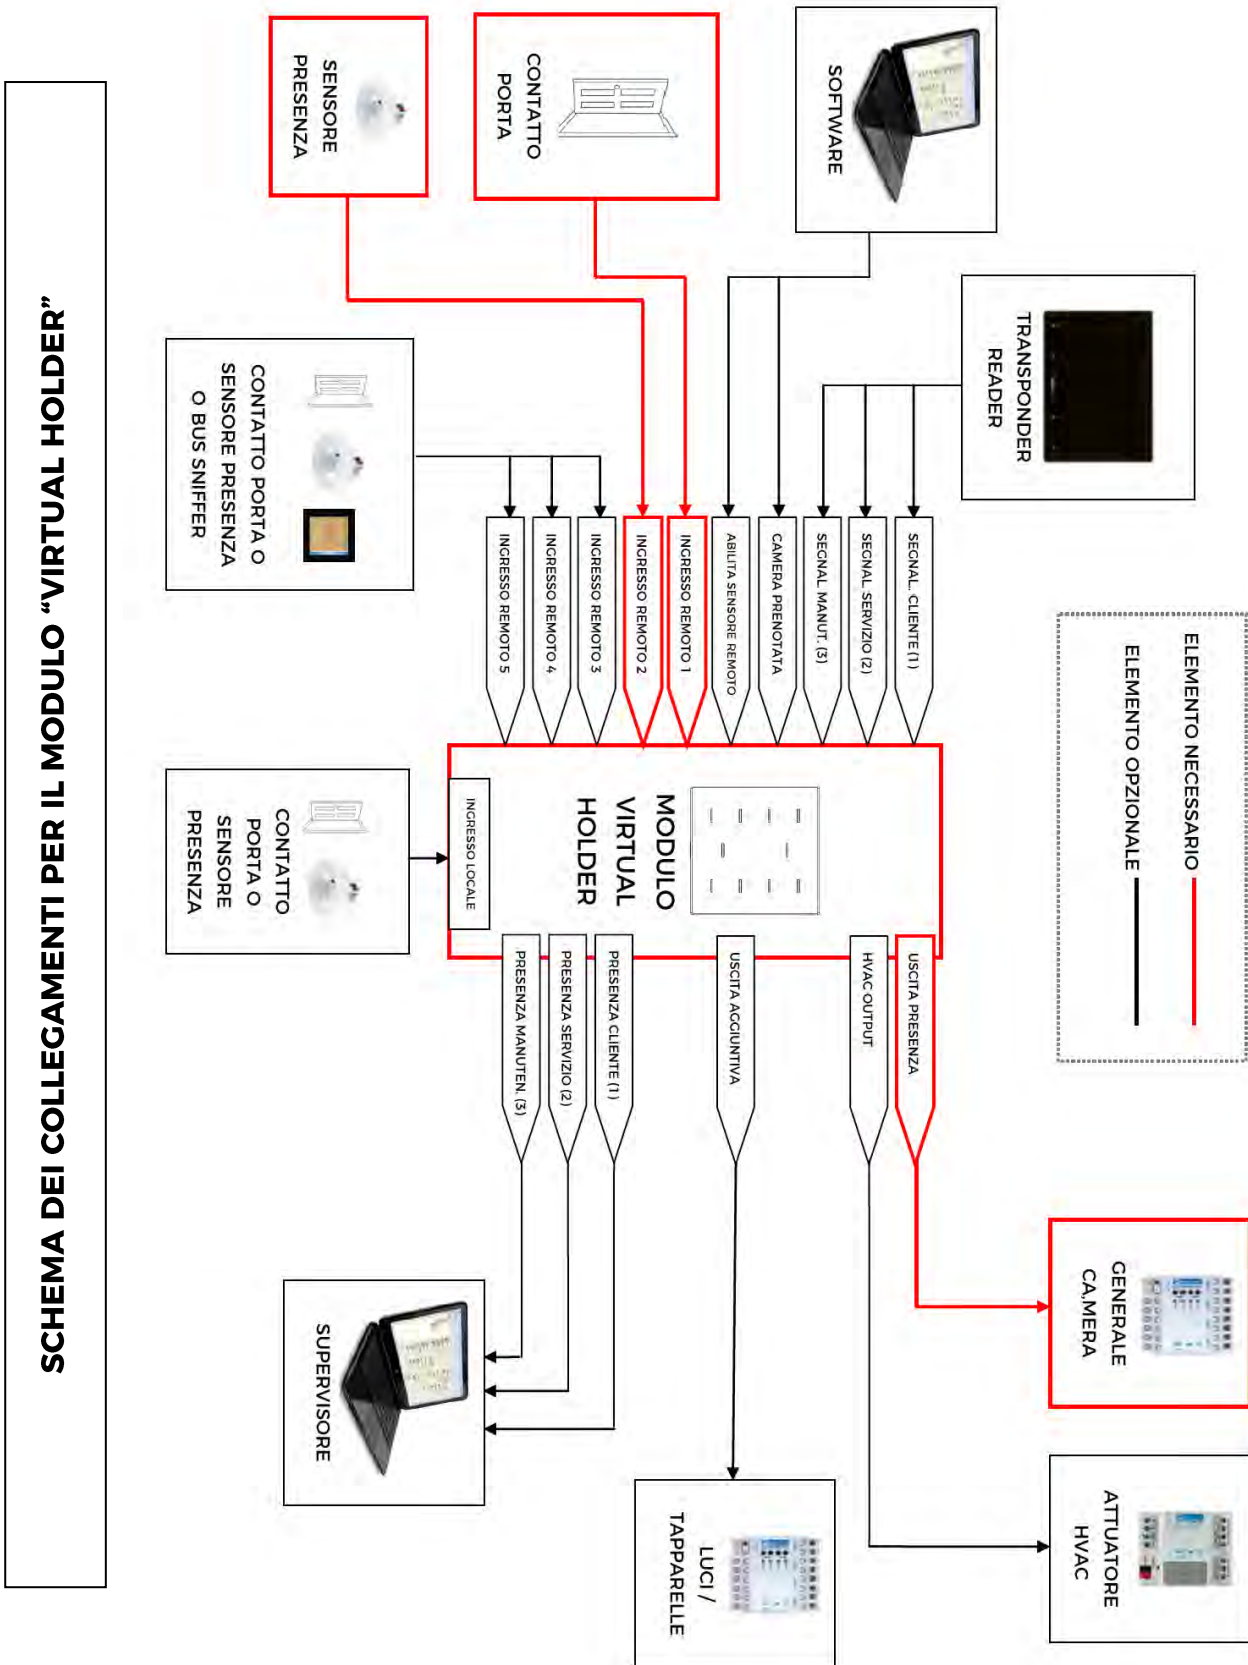 SCHEMA DEI COLLEGAMENTI PER IL MODULO “VIRTUAL HOLDER”
ELEMENTO NECESSARIO
ELEMENTO OPZIONALE
TRANSPONDER
READER
SOFTWARE
CONTATTO
PORTA
SENSORE
PRESENZA
CONTATTO PORTA O
SENSORE PRESENZA
O BUS SNIFFER
SEGNAL. CLIENTE (1)
SEGNAL. SERVIZIO (2)
SEGNAL MANUT. (3)
CAMERA PRENOTATA
ABILITA SENSORE REMOTO
INGRESSO REMOTO 1
INGRESSO REMOTO 2
INGRESSO REMOTO 3
INGRESSO REMOTO 4
INGRESSO REMOTO 5
MODULO
VIRTUAL
HOLDER
INGRESSO LOCALE
CONTATTO
PORTA O
SENSORE
PRESENZA
USCITA PRESENZA
HVAC OUTPUT
USCITA AGGIUNTIVA
PRESENZA CLIENTE (1)
PRESENZA SERVIZIO (2)
PRESENZA MANUTEN. (3)
GENERALE
CA,MERA
ATTUATORE
HVAC
LUCI /
TAPPARELLE
SUPERVISORE